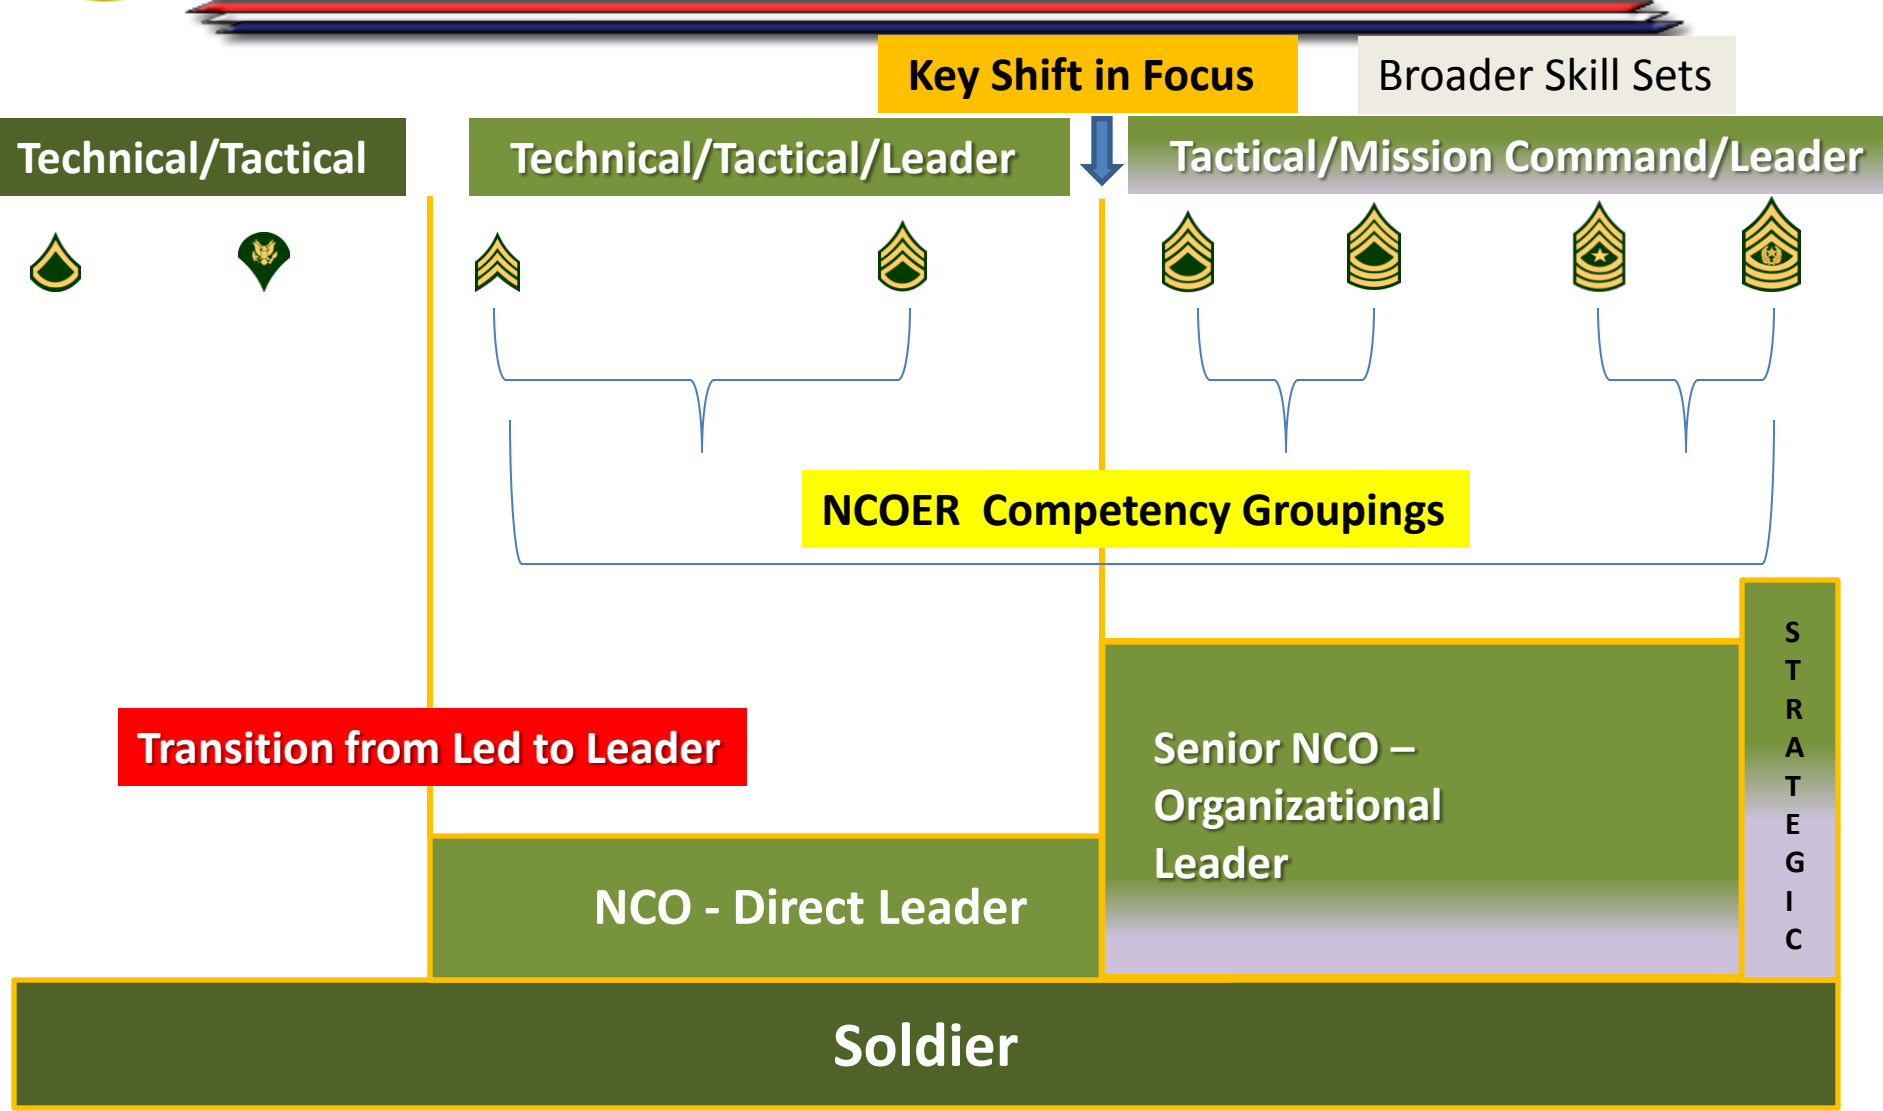 Key Shift in Focus
Broader Skill Sets
Technical/Tactical
Technical/Tactical/Leader
Tactical/Mission Command/Leader
NCOER  Competency Groupings
Transition from Led to Leader
Senior NCO –
Organizational
Leader
S
T
R
A
T
E
G
I
C
NCO - Direct Leader
Soldier